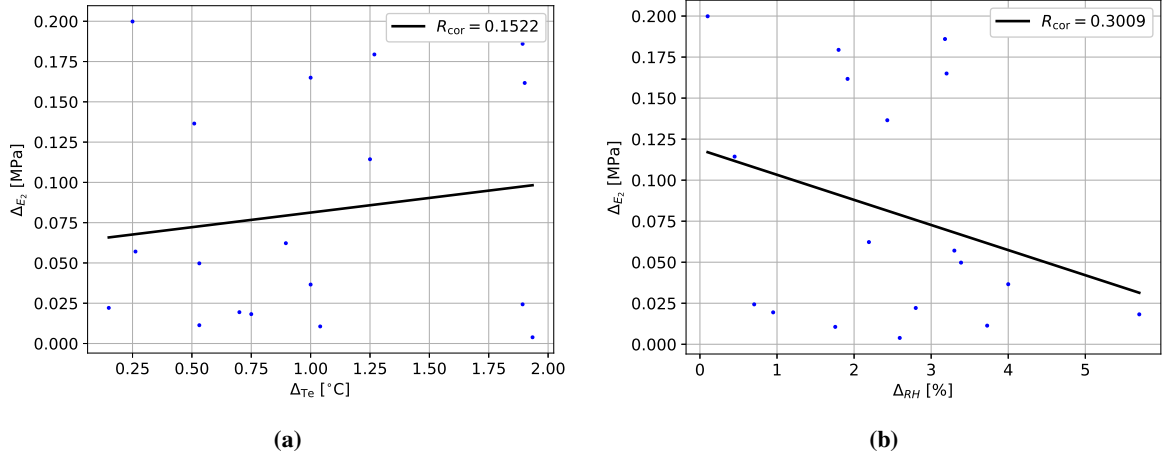 R_cor = 0.1522
0.200
0.175
0.150
0.125
0.100
0.075
0.050
0.025
0.000
Δ_E₂ [MPa]
0.25 0.50 0.75 1.00 1.25 1.50 1.75 2.00
Δ_Te [°C]
(a)
R_cor = 0.3009
0.200
0.175
0.150
0.125
0.100
0.075
0.050
0.025
0.000
Δ_E₂ [MPa]
0 1 2 3 4 5
Δ_RH [%]
(b)